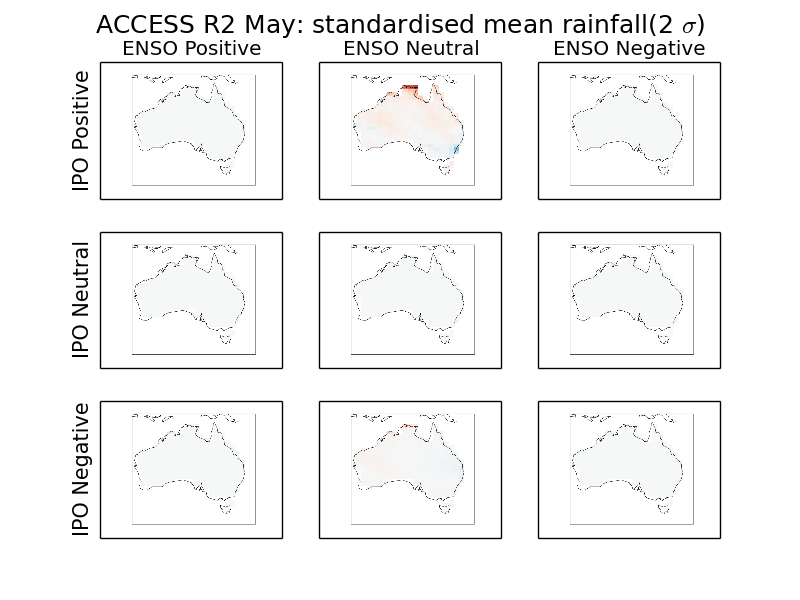 ACCESS R2 May: standardised mean rainfall(2 σ)
ENSO Positive
ENSO Neutral
ENSO Negative
IPO Positive
IPO Neutral
IPO Negative